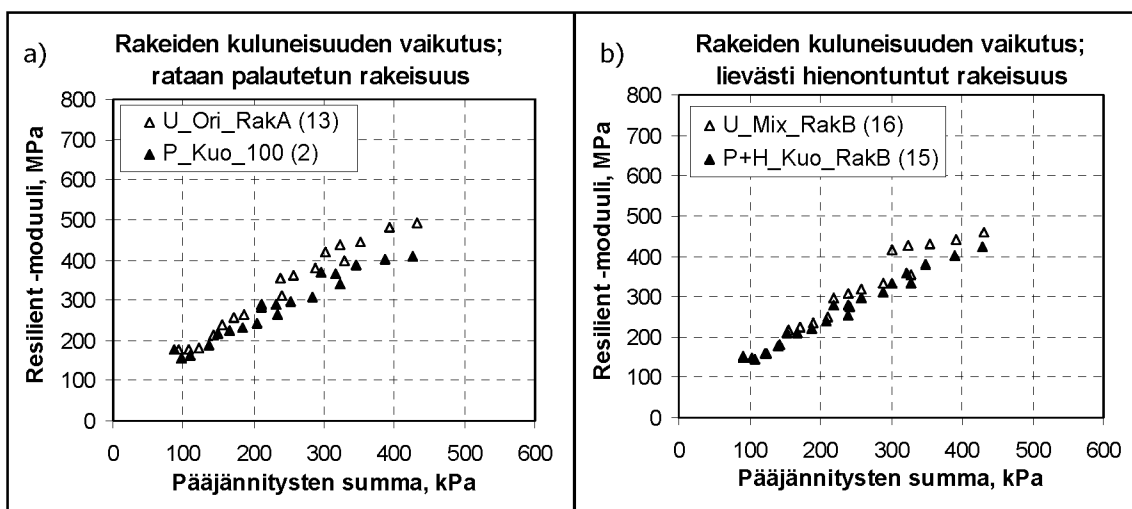 a)
Rakeiden kuluneisuuden vaikutus;
rataan palautetun rakeisuus
800
700
600
500
400
300
200
100
0
U_Ori_RakA (13)
P_Kuo_100 (2)
Resilient -moduuli, MPa
0 100 200 300 400 500 600
Pääjännitysten summa, kPa
b)
Rakeiden kuluneisuuden vaikutus;
lievästi hienontuntut rakeisuus
800
700
600
500
400
300
200
100
0
U_Mix_RakB (16)
P+H_Kuo_RakB (15)
Resilient -moduuli, MPa
0 100 200 300 400 500 600
Pääjännitysten summa, kPa